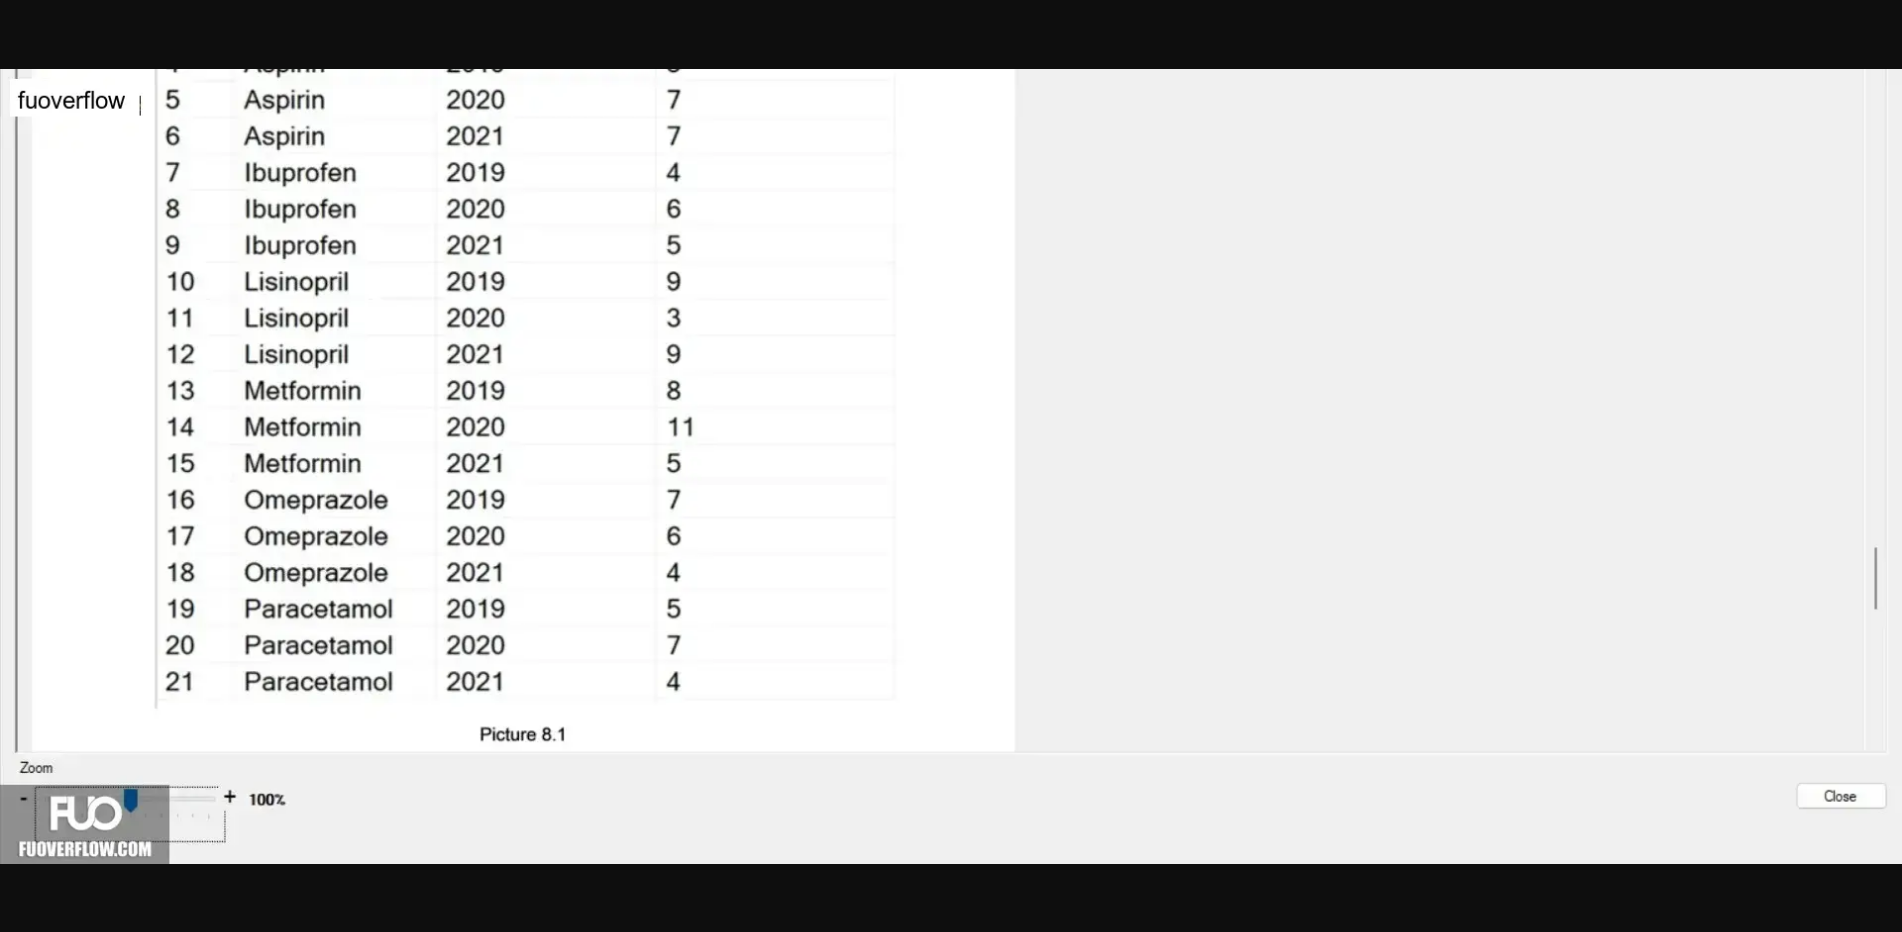 fuoverflow
5 Aspirin 2020 7
6 Aspirin 2021 7
7 Ibuprofen 2019 4
8 Ibuprofen 2020 6
9 Ibuprofen 2021 5
10 Lisinopril 2019 9
11 Lisinopril 2020 3
12 Lisinopril 2021 9
13 Metformin 2019 8
14 Metformin 2020 11
15 Metformin 2021 5
16 Omeprazole 2019 7
17 Omeprazole 2020 6
18 Omeprazole 2021 4
19 Paracetamol 2019 5
20 Paracetamol 2020 7
21 Paracetamol 2021 4
Picture 8.1
Zoom
- + 100%
Close
FUO
FUOVERFLOW.COM